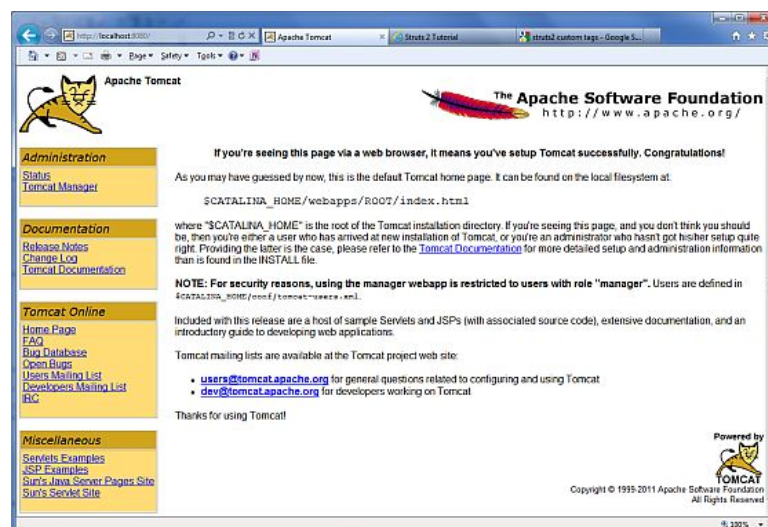 http://localhost:8080/
Apache Tomcat
Struts 2 Tutorial
struts2 custom tags - Google S...
Page
Safety
Tools
Apache Tomcat
The Apache Software Foundation
http://www.apache.org/
Administration
Status
Tomcat Manager
Documentation
Release Notes
Change Log
Tomcat Documentation
Tomcat Online
Home Page
FAQ
Bug Database
Open Bugs
Users Mailing List
Developers Mailing List
IRC
Miscellaneous
Servlets Examples
JSP Examples
Sun's Java Server Pages Site
Sun's Servlet Site
If you're seeing this page via a web browser, it means you've setup Tomcat successfully. Congratulations!
As you may have guessed by now, this is the default Tomcat home page. It can be found on the local filesystem at:
$CATALINA_HOME/webapps/ROOT/index.html
where "$CATALINA_HOME" is the root of the Tomcat installation directory. If you're seeing this page, and you don't think you should
be, then you're either a user who has arrived at new installation of Tomcat, or you're an administrator who hasn't got his/her setup quite
right. Providing the latter is the case, please refer to the Tomcat Documentation for more detailed setup and administration information
than is found in the INSTALL file.
NOTE: For security reasons, using the manager webapp is restricted to users with role "manager". Users are defined in
$CATALINA_HOME/conf/tomcat-users.xml.
Included with this release are a host of sample Servlets and JSPs (with associated source code), extensive documentation, and an
introductory guide to developing web applications.
Tomcat mailing lists are available at the Tomcat project web site:
users@tomcat.apache.org for general questions related to configuring and using Tomcat
dev@tomcat.apache.org for developers working on Tomcat
Thanks for using Tomcat!
Powered by
TOMCAT
Copyright © 1999-2011 Apache Software Foundation
All Rights Reserved
100%